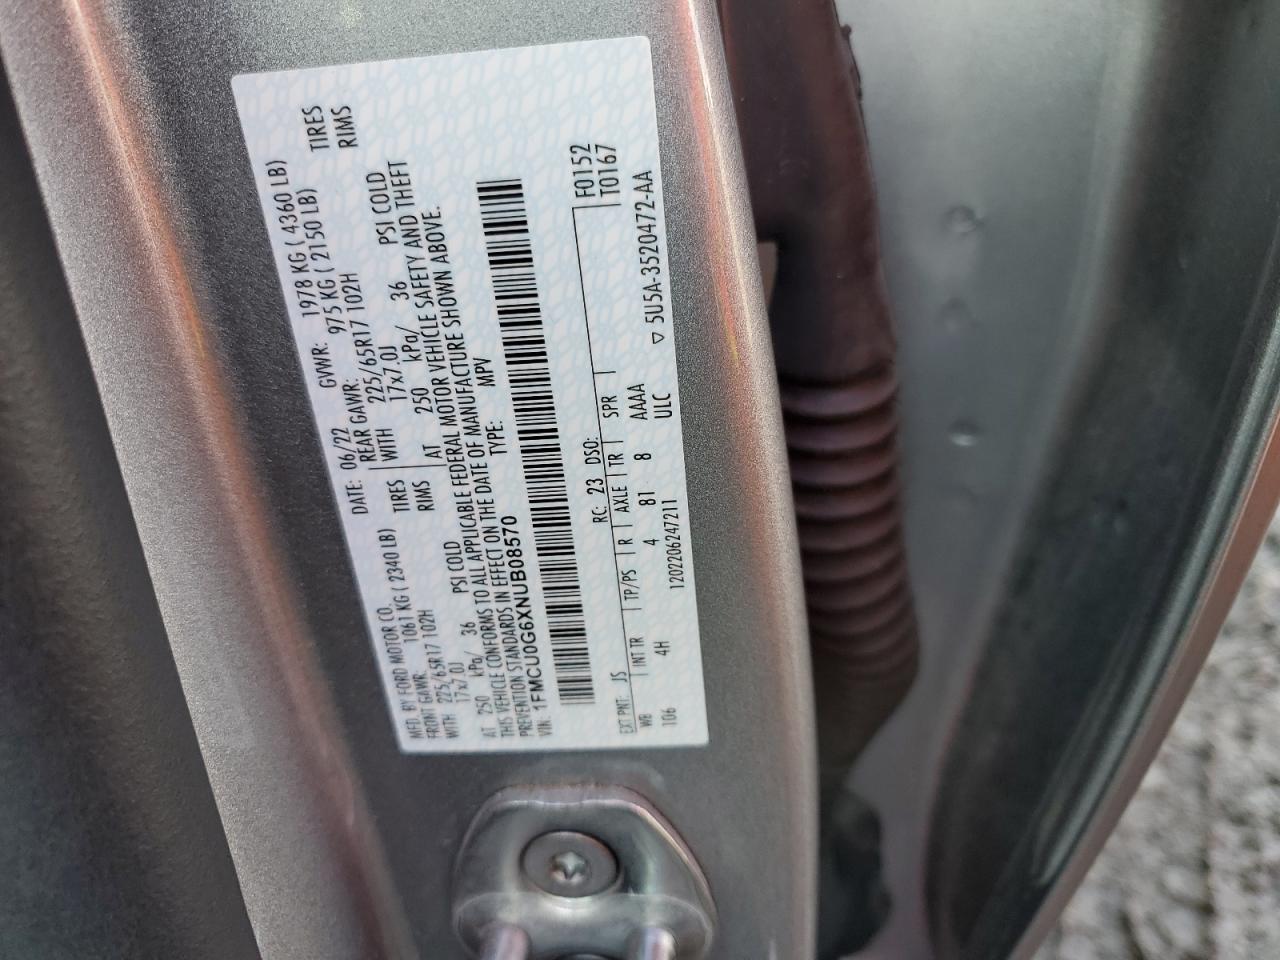 MFD. BY FORD MOTOR CO.
DATE: 06/22 GVWR: 1978 KG ( 4360 LB)
FRONT GAWR: 1061 KG ( 2340 LB) REAR GAWR: 975 KG ( 2150 LB)
WITH 225/65R17 102H TIRES WITH 225/65R17 102H TIRES
17x7.0J RIMS 17x7.0J RIMS
AT 250 kPa/ 36 PSI COLD AT 250 kPa/ 36 PSI COLD
THIS VEHICLE CONFORMS TO ALL APPLICABLE FEDERAL MOTOR VEHICLE SAFETY AND THEFT
PREVENTION STANDARDS IN EFFECT ON THE DATE OF MANUFACTURE SHOWN ABOVE.
VIN: 1FMCU0G6XNUB08570 TYPE: MPV
F0152
EXT PNT: JS RC: 23 DSO: T0167
WB INT TR TP/PS R AXLE TR SPR
106 4H 4 81 8 AAAA ▽ 5U5A-3520472-AA
1202206247211 ULC